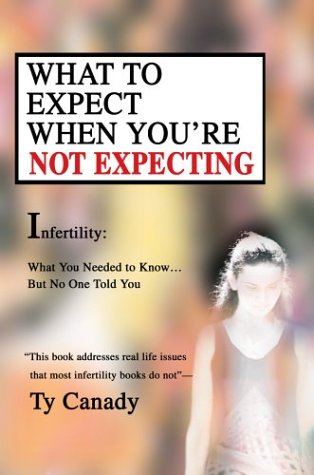 WHAT TO
EXPECT
WHEN YOU'RE
NOT EXPECTING
Infertility:
What You Needed to Know...
But No One Told You
"This book addresses real life issues
that most infertility books do not"—
Ty Canady